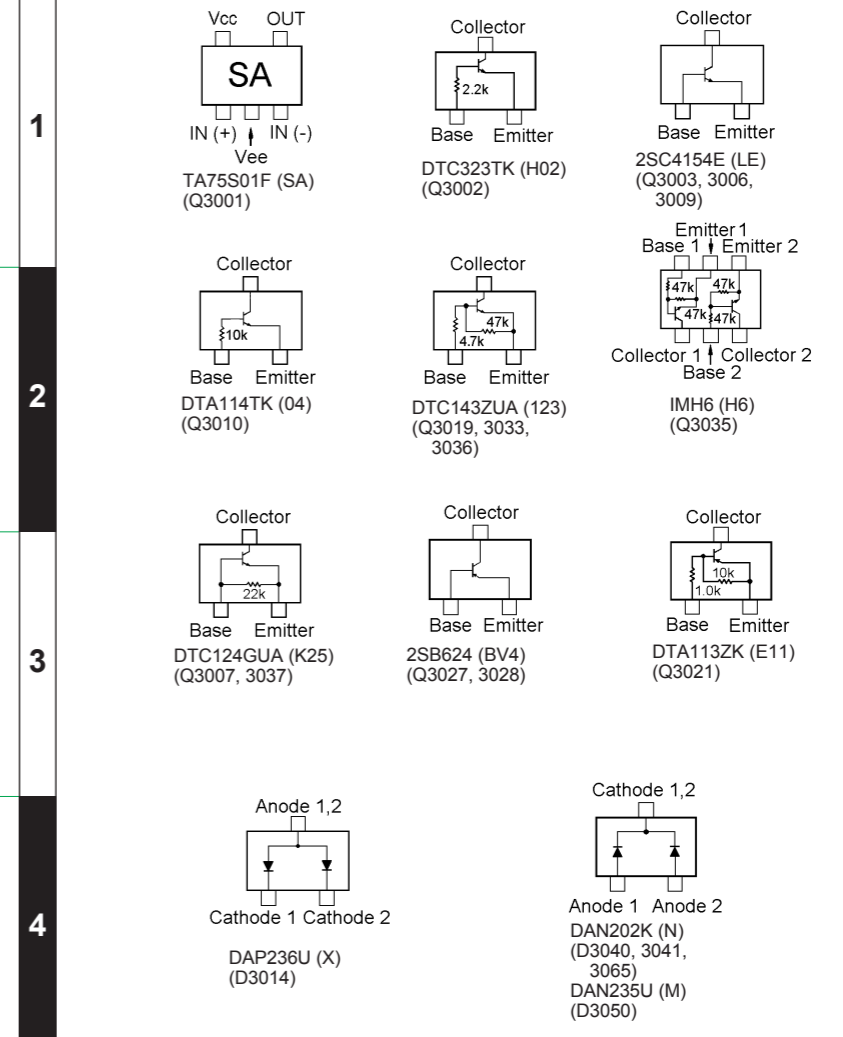 1
Vcc OUT
SA
IN (+) IN (-)
Vee
TA75S01F (SA)
(Q3001)
Collector
2.2k
Base Emitter
DTC323TK (H02)
(Q3002)
Collector
Base Emitter
2SC4154E (LE)
(Q3003, 3006,
3009)
2
Collector
10k
Base Emitter
DTA114TK (04)
(Q3010)
Collector
47k
4.7k
Base Emitter
DTC143ZUA (123)
(Q3019, 3033,
3036)
Emitter 1
Base 1 Emitter 2
47k 47k
47k 47k
Collector 1 Collector 2
Base 2
IMH6 (H6)
(Q3035)
3
Collector
22k
Base Emitter
DTC124GUA (K25)
(Q3007, 3037)
Collector
Base Emitter
2SB624 (BV4)
(Q3027, 3028)
Collector
10k
1.0k
Base Emitter
DTA113ZK (E11)
(Q3021)
4
Anode 1,2
Cathode 1 Cathode 2
DAP236U (X)
(D3014)
Cathode 1,2
Anode 1 Anode 2
DAN202K (N)
(D3040, 3041,
3065)
DAN235U (M)
(D3050)